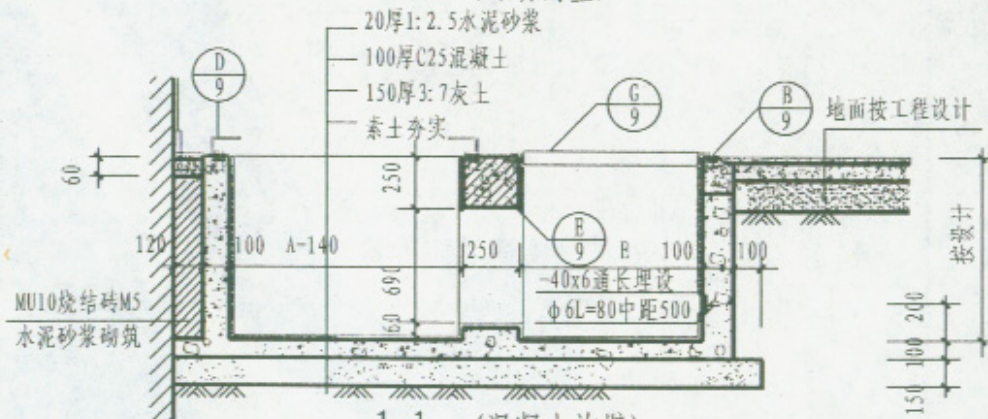 20厚1:2.5水泥砂浆
100厚C25混凝土
150厚3:7灰土
素土夯实
D
9
G
9
B
9
地面按工程设计
60
250
E
9
120
100
A-140
250
E
100
100
690
60
-40x6通长埋设
φ6L=80中距500
MU10烧结砖M5
水泥砂浆砌筑
按设计
200
100
150
1-1